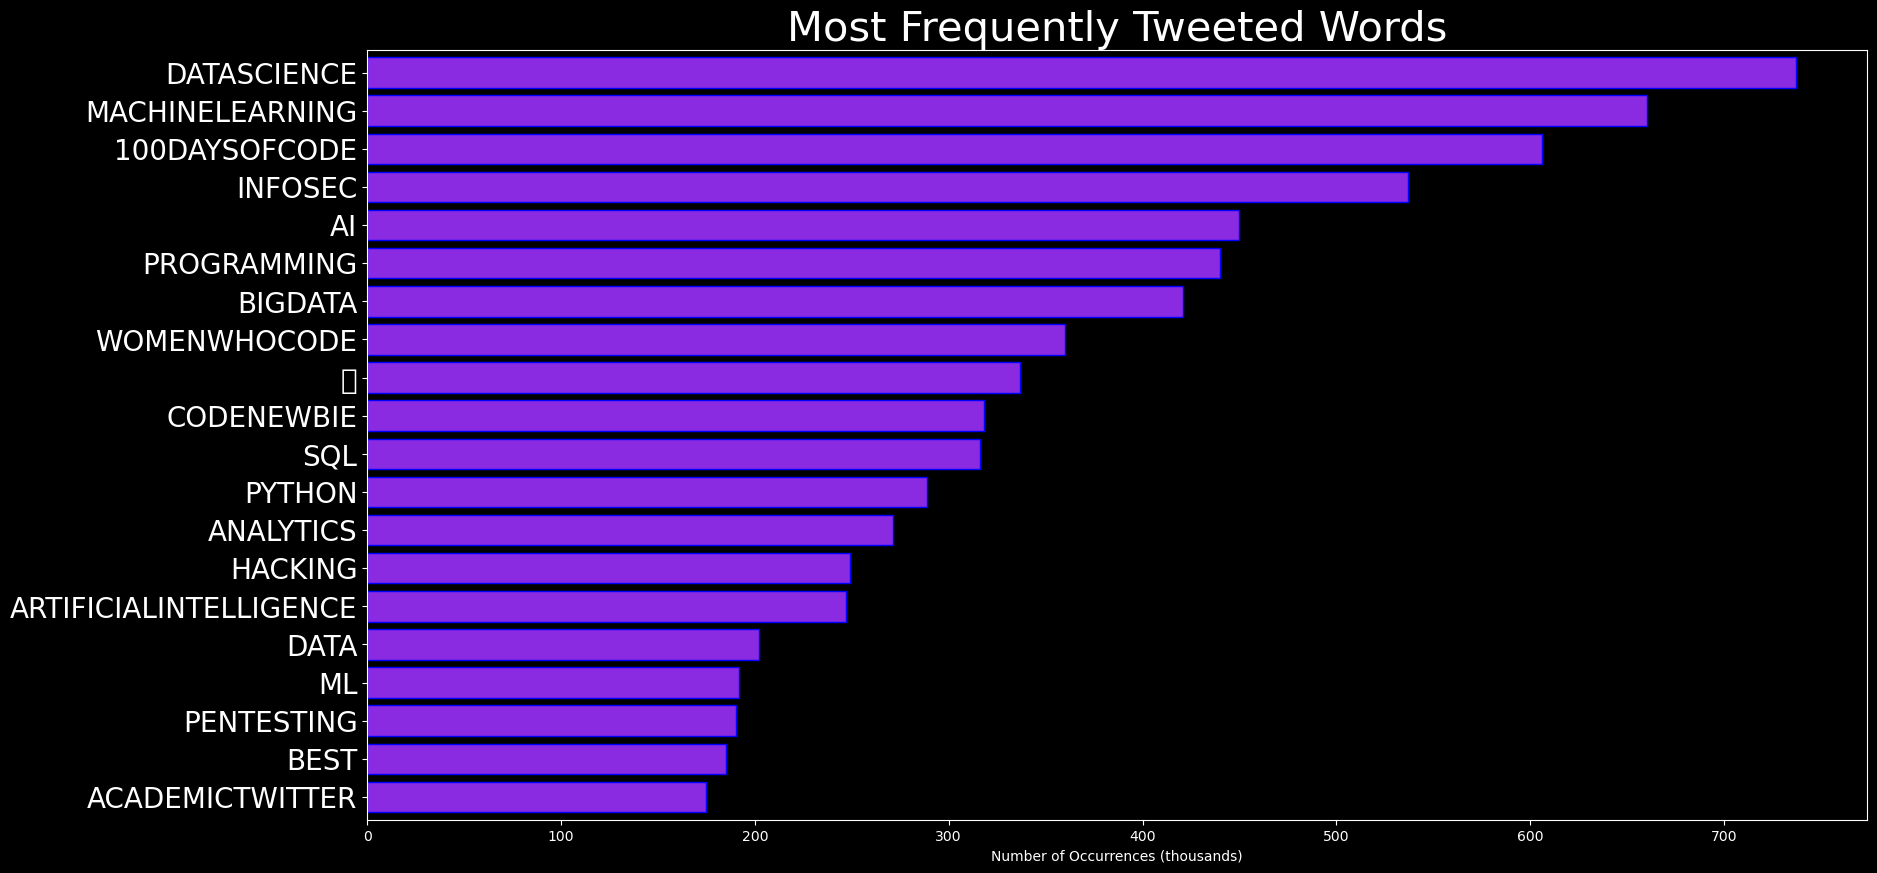 Most Frequently Tweeted Words
DATASCIENCE
MACHINELEARNING
100DAYSOFCODE
INFOSEC
AI
PROGRAMMING
BIGDATA
WOMENWHOCODE
CODENEWBIE
SQL
PYTHON
ANALYTICS
HACKING
ARTIFICIALINTELLIGENCE
DATA
ML
PENTESTING
BEST
ACADEMICTWITTER
0 100 200 300 400 500 600 700
Number of Occurrences (thousands)